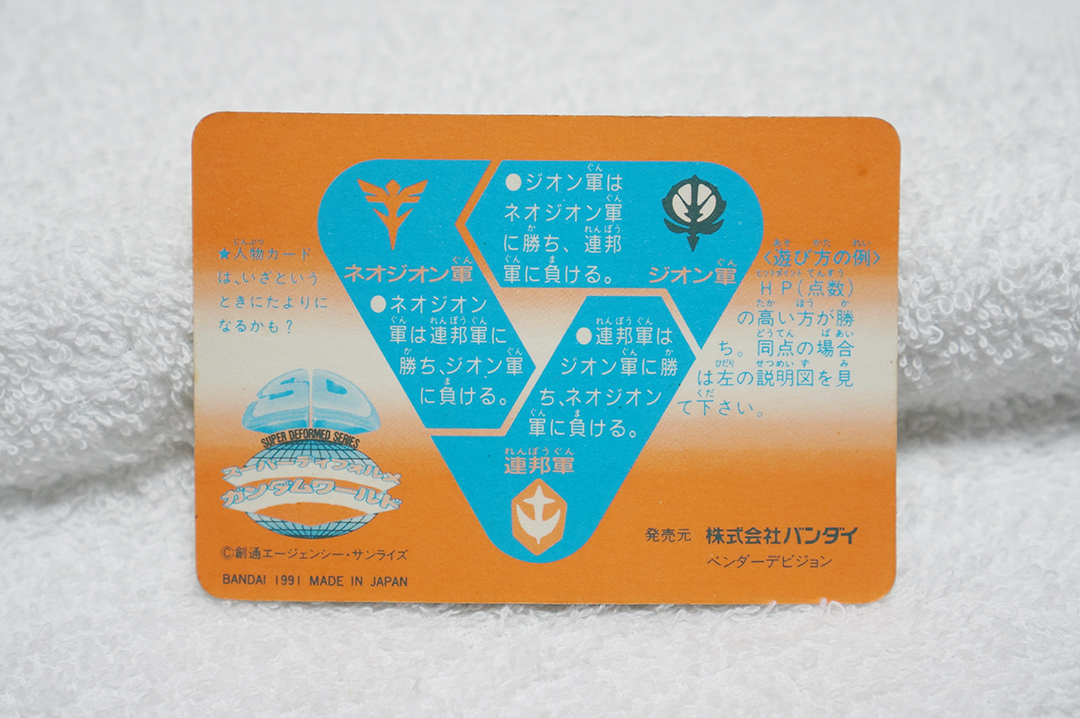 ★人物カード
は、いざという
ときにたよりに
なるかも?
ネオジオン軍
●ネオジオン
軍は連邦軍に
勝ち、ジオン軍
に負ける。
●ジオン軍は
ネオジオン軍
に勝ち、連邦
軍に負ける。
ジオン軍
●連邦軍は
ジオン軍に勝
ち、ネオジオン
軍に負ける。
連邦軍
〈遊び方の例〉
HP(点数)
の高い方が勝
ち。同点の場合
は左の説明図を見
て下さい。
SUPER DEFORMED SERIES
スーパーディフォルメ
ガンダムワールド
©創通エージェンシー・サンライズ
BANDAI 1991 MADE IN JAPAN
発売元 株式会社バンダイ
ベンダーデビジョン